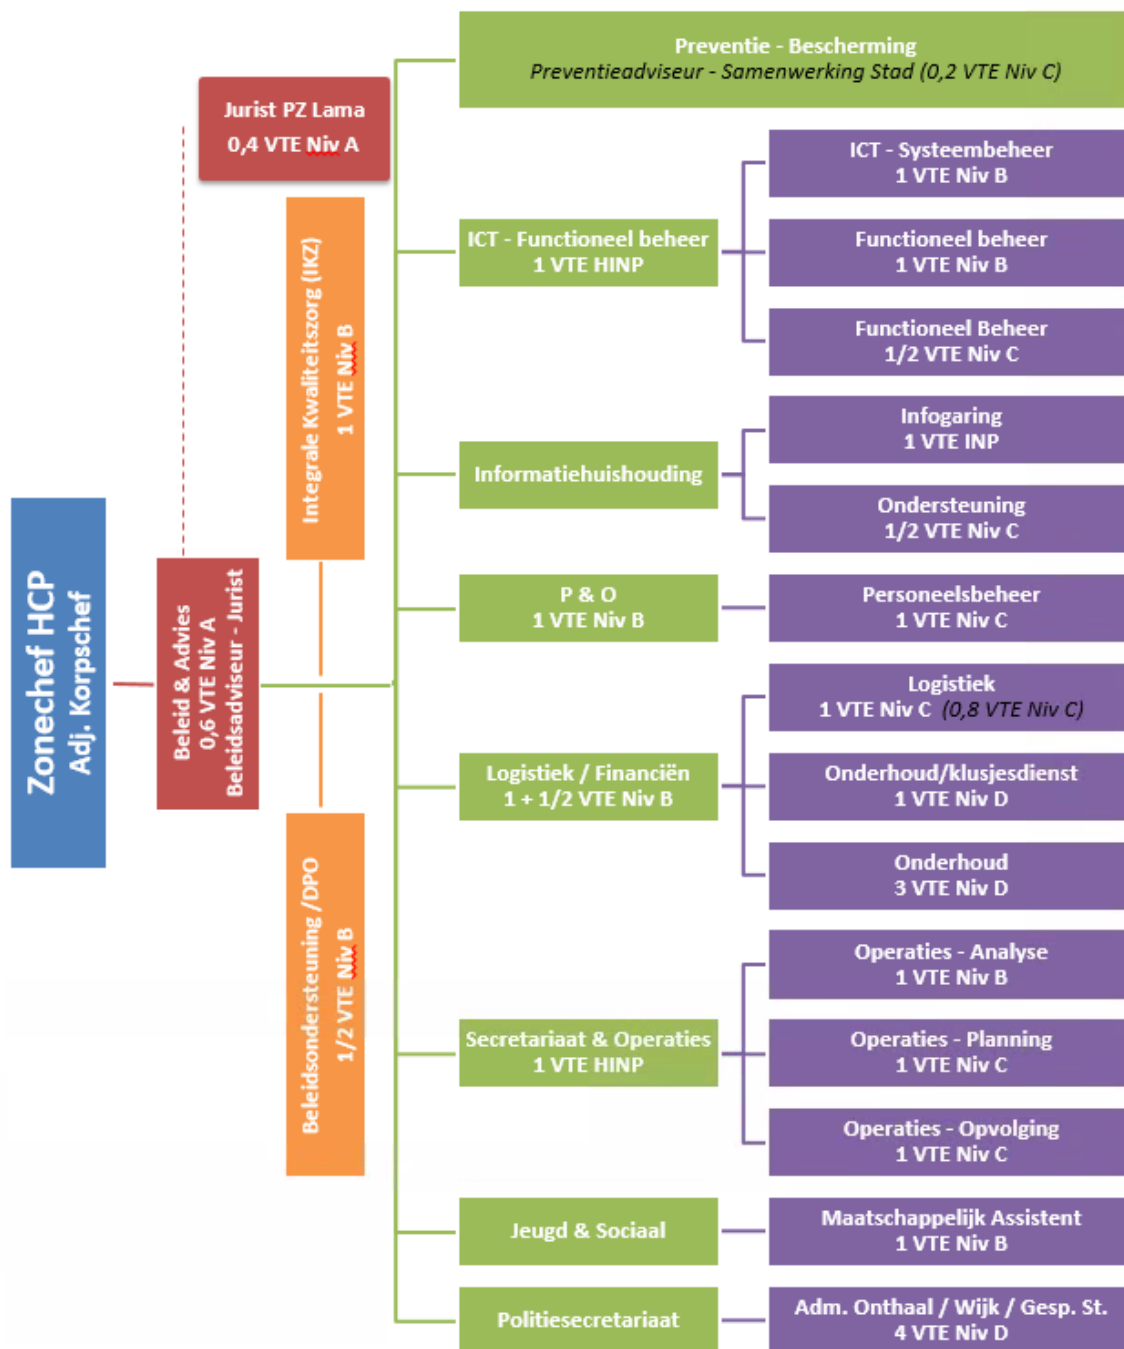 Zonechef HCP
Adj. Korpschef
Beleid & Advies
0,6 VTE Niv A
Beleidsadviseur - Jurist
Jurist PZ Lama
0,4 VTE Niv A
Integrale Kwaliteitszorg (IKZ)
1 VTE Niv B
Beleidsondersteuning /DPO
1/2 VTE Niv B
Preventie - Bescherming
Preventieadviseur - Samenwerking Stad (0,2 VTE Niv C)
ICT - Functioneel beheer
1 VTE HINP
ICT - Systeembeheer
1 VTE Niv B
Functioneel beheer
1 VTE Niv B
Functioneel Beheer
1/2 VTE Niv C
Informatiehuishouding
Infogaring
1 VTE INP
Ondersteuning
1/2 VTE Niv C
P & O
1 VTE Niv B
Personeelsbeheer
1 VTE Niv C
Logistiek / Financiën
1 + 1/2 VTE Niv B
Logistiek
1 VTE Niv C (0,8 VTE Niv C)
Onderhoud/klusjesdienst
1 VTE Niv D
Onderhoud
3 VTE Niv D
Secretariaat & Operaties
1 VTE HINP
Operaties - Analyse
1 VTE Niv B
Operaties - Planning
1 VTE Niv C
Operaties - Opvolging
1 VTE Niv C
Jeugd & Sociaal
Maatschappelijk Assistent
1 VTE Niv B
Politiesecretariaat
Adm. Onthaal / Wijk / Gesp. St.
4 VTE Niv D